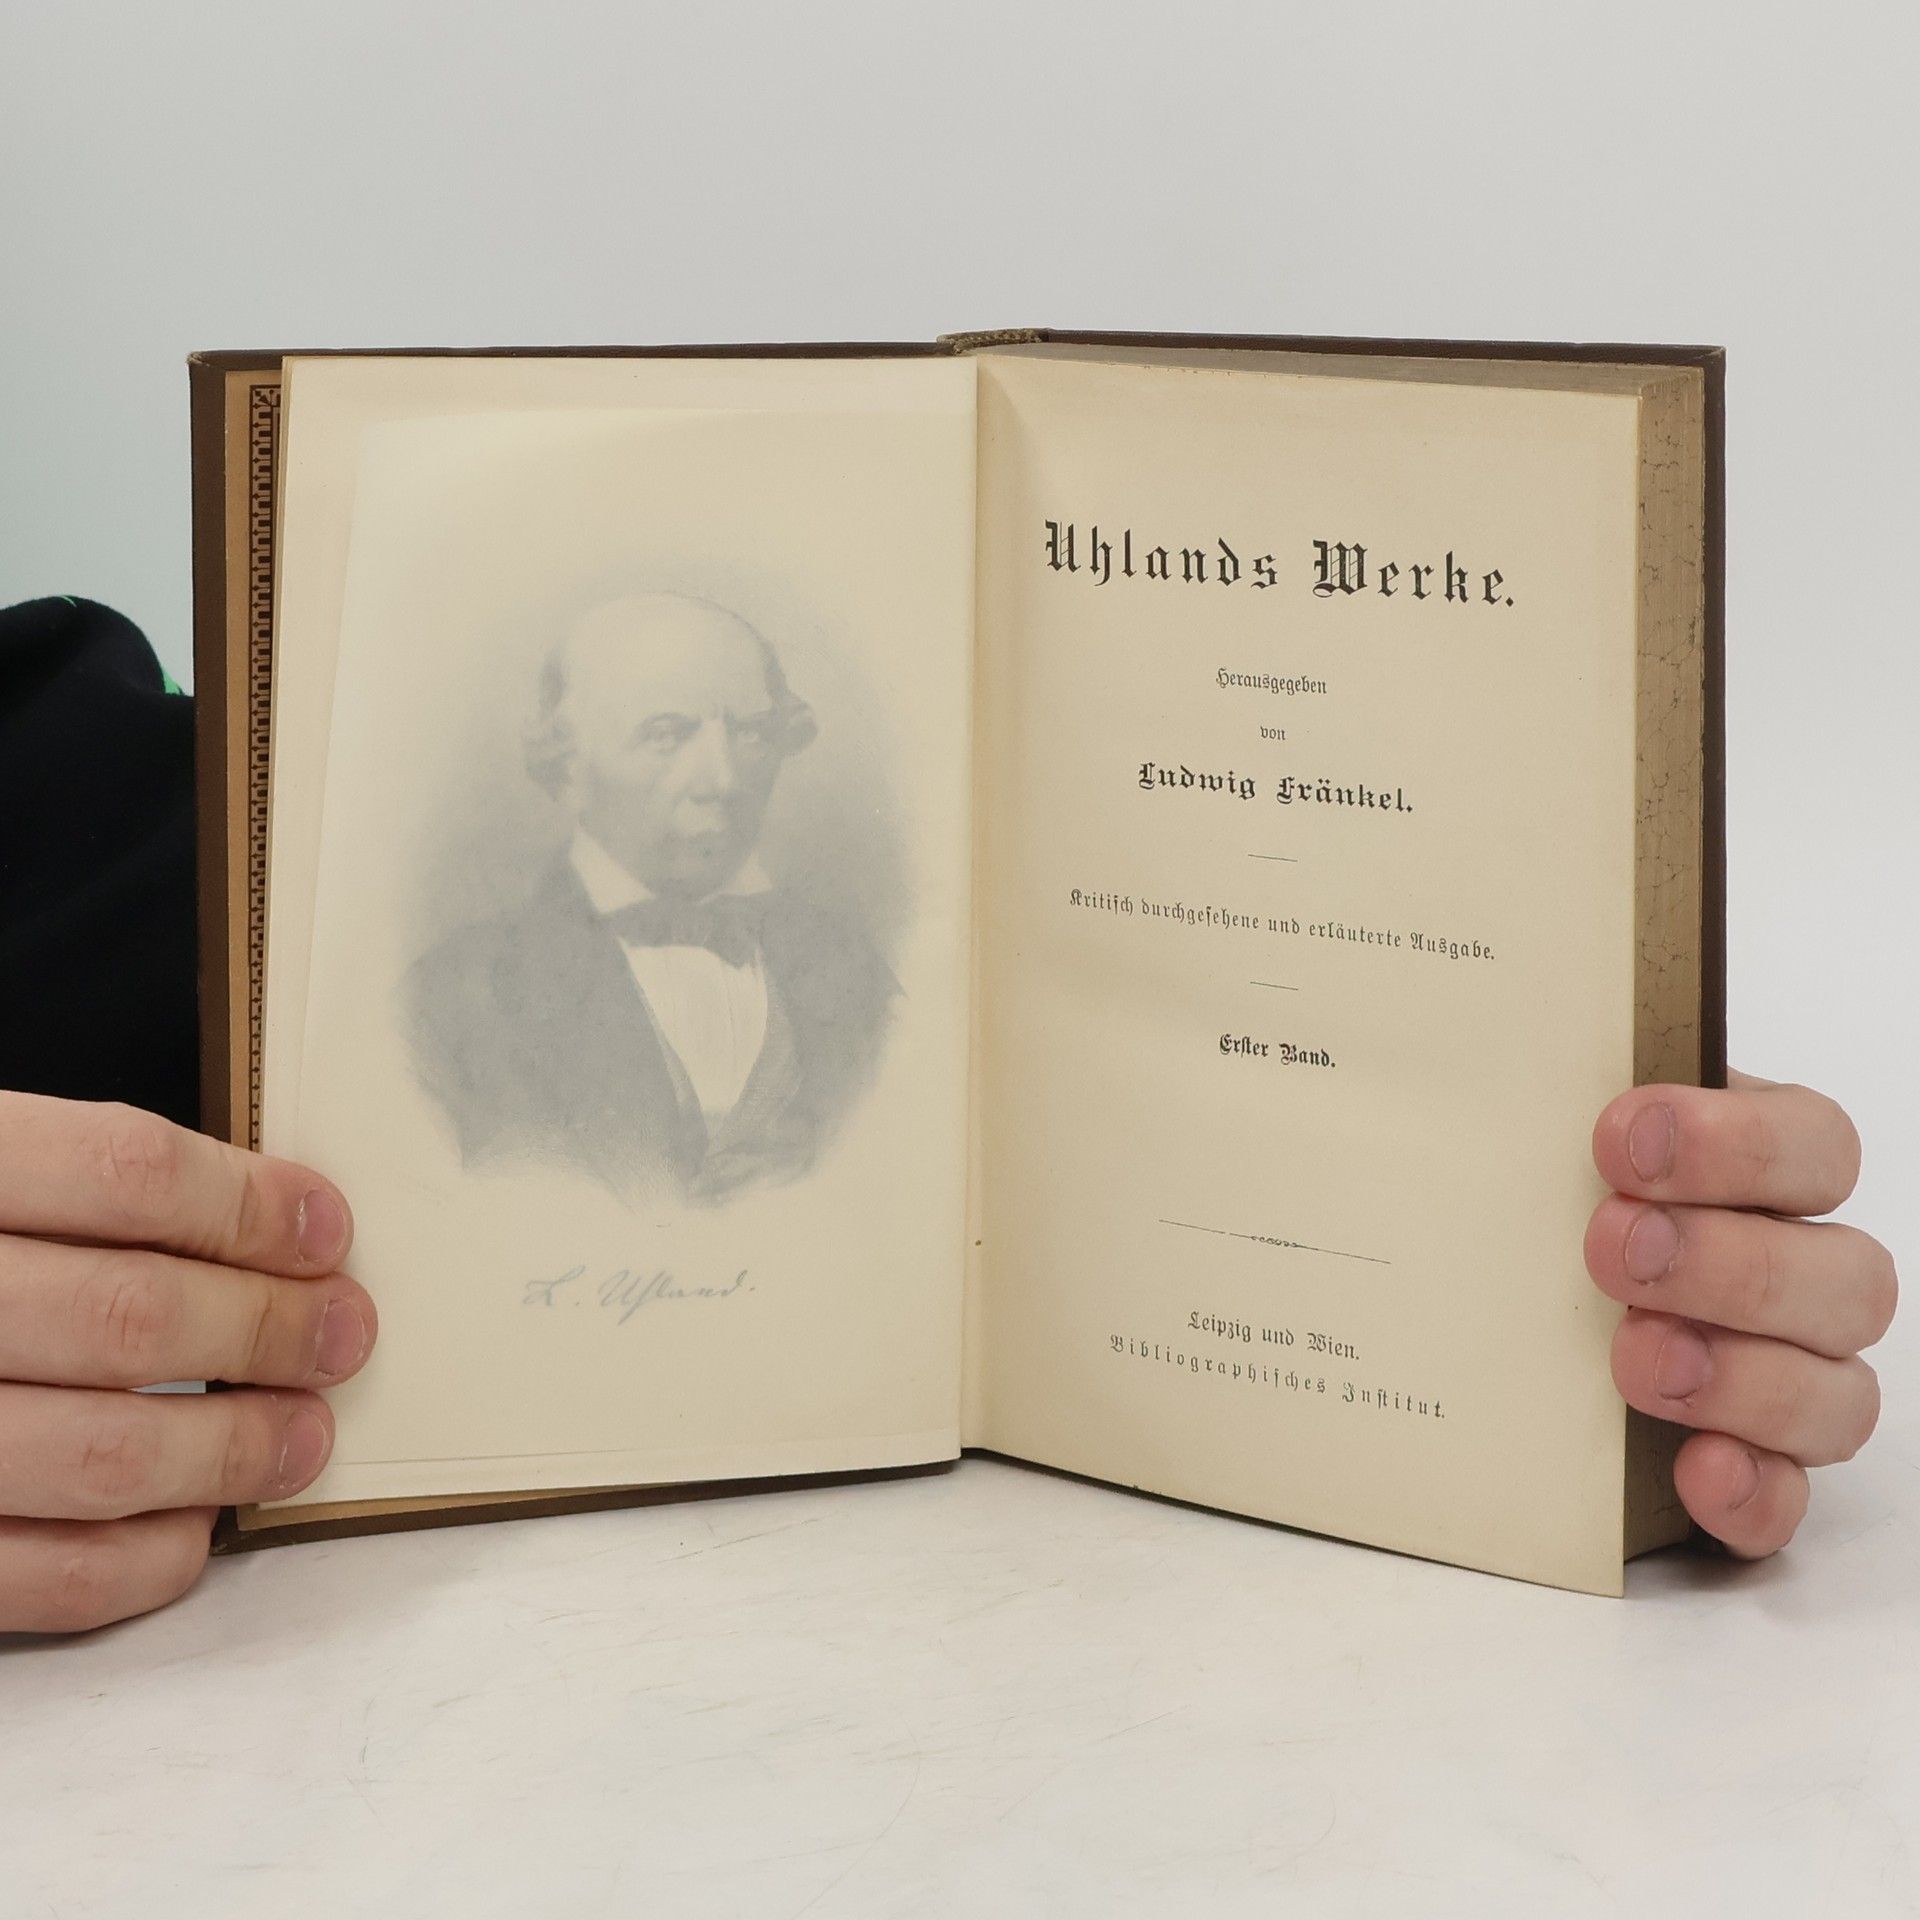 L. Uhland.
Uhlands Werke.
Herausgegeben
von
Ludwig Fränkel.
Kritiſch durchgeſehene und erläuterte Ausgabe.
Erſter Band.
Leipzig und Wien.
Bibliographiſches Inſtitut.